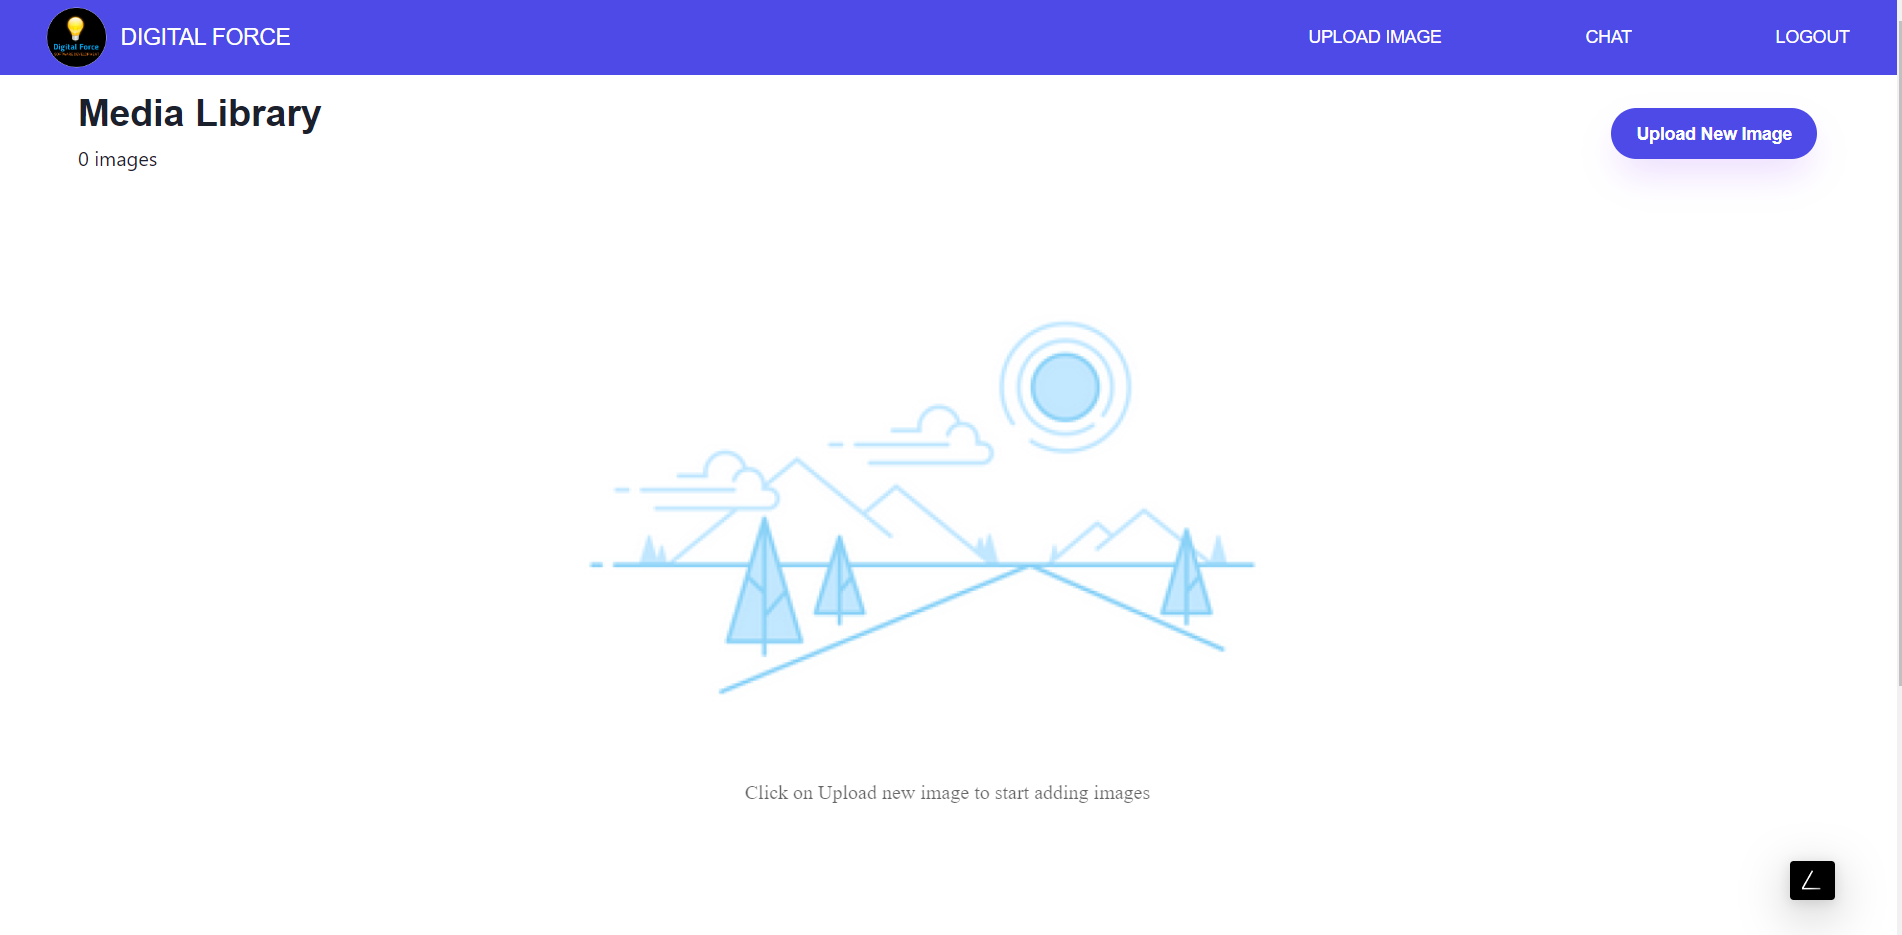 Digital Force
DIGITAL FORCE
UPLOAD IMAGE
CHAT
LOGOUT
Media Library
0 images
Upload New Image
Click on Upload new image to start adding images